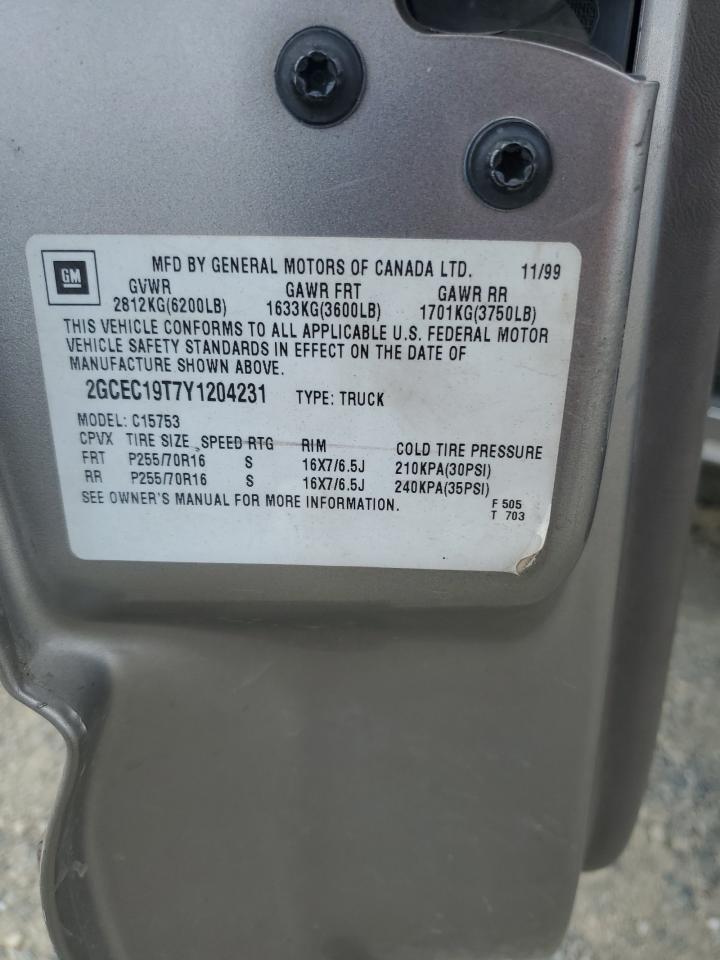 GM
MFD BY GENERAL MOTORS OF CANADA LTD. 11/99
GVWR GAWR FRT GAWR RR
2812KG(6200LB) 1633KG(3600LB) 1701KG(3750LB)
THIS VEHICLE CONFORMS TO ALL APPLICABLE U.S. FEDERAL MOTOR
VEHICLE SAFETY STANDARDS IN EFFECT ON THE DATE OF
MANUFACTURE SHOWN ABOVE.
2GCEC19T7Y1204231 TYPE: TRUCK
MODEL: C15753
CPVX TIRE SIZE SPEED RTG RIM COLD TIRE PRESSURE
FRT P255/70R16 S 16X7/6.5J 210KPA(30PSI)
RR P255/70R16 S 16X7/6.5J 240KPA(35PSI)
SEE OWNER'S MANUAL FOR MORE INFORMATION. F 505
T 703